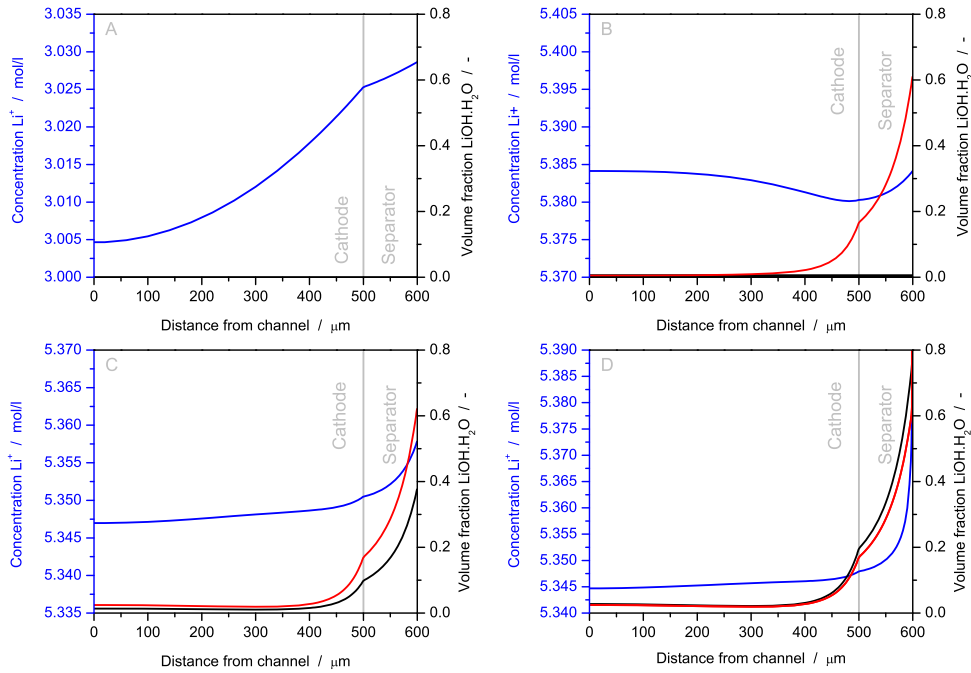 A
Concentration Li⁺ / mol/l
3.035
3.030
3.025
3.020
3.015
3.010
3.005
3.000
0.8
0.6
0.4
0.2
0.0
Volume fraction LiOH.H₂O / -
Cathode
Separator
0 100 200 300 400 500 600
Distance from channel / μm
B
Concentration Li+ / mol/l
5.405
5.400
5.395
5.390
5.385
5.380
5.375
5.370
0.8
0.6
0.4
0.2
0.0
Volume fraction LiOH.H₂O / -
Cathode
Separator
0 100 200 300 400 500 600
Distance from channel / μm
C
Concentration Li⁺ / mol/l
5.370
5.365
5.360
5.355
5.350
5.345
5.340
5.335
0.8
0.6
0.4
0.2
0.0
Volume fraction LiOH.H₂O / -
Cathode
Separator
0 100 200 300 400 500 600
Distance from channel / μm
D
Concentration Li⁺ / mol/l
5.390
5.385
5.380
5.375
5.370
5.365
5.360
5.355
5.350
5.345
5.340
0.8
0.6
0.4
0.2
0.0
Volume fraction LiOH.H₂O / -
Cathode
Separator
0 100 200 300 400 500 600
Distance from channel / μm